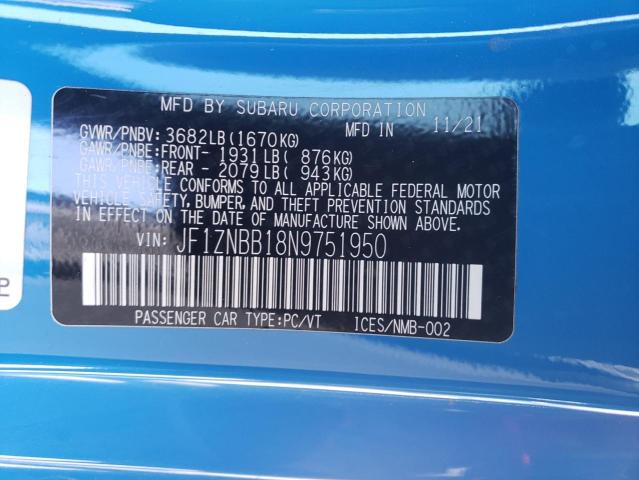 MFD BY SUBARU CORPORATION
GVWR/PNBV: 3682LB(1670KG) MFD IN 11/21
GAWR/PNBE:FRONT- 1931LB( 876KG)
GAWR/PNBE:REAR - 2079LB( 943KG)
THIS VEHICLE CONFORMS TO ALL APPLICABLE FEDERAL MOTOR
VEHICLE SAFETY, BUMPER, AND THEFT PREVENTION STANDARDS
IN EFFECT ON THE DATE OF MANUFACTURE SHOWN ABOVE.
VIN: JF1ZNBB18N9751950
PASSENGER CAR TYPE:PC/VT ICES/NMB-002
P